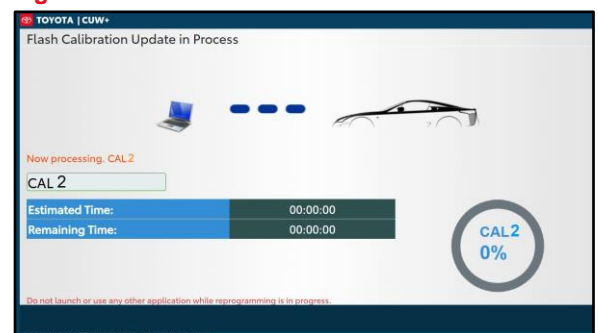 TOYOTA | CUW+
Flash Calibration Update in Process
Now processing. CAL2
CAL 2
Estimated Time: 00:00:00
Remaining Time: 00:00:00
CAL2
0%
Do not launch or use any other application while reprogramming is in progress.